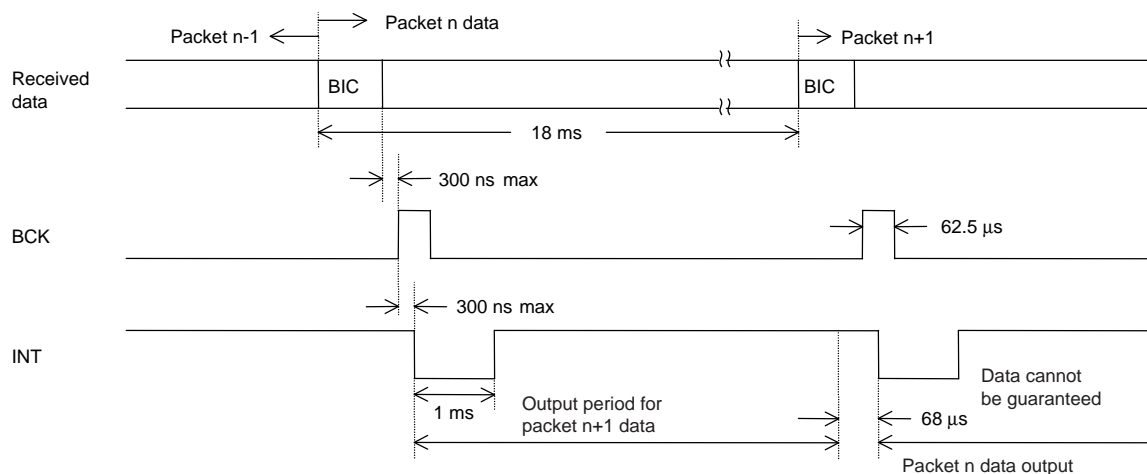 Packet n-1
Packet n data
Packet n+1
Received
data
BIC
BIC
18 ms
300 ns max
BCK
62.5 µs
300 ns max
INT
1 ms
Output period for
packet n+1 data
68 µs
Data cannot
be guaranteed
Packet n data output